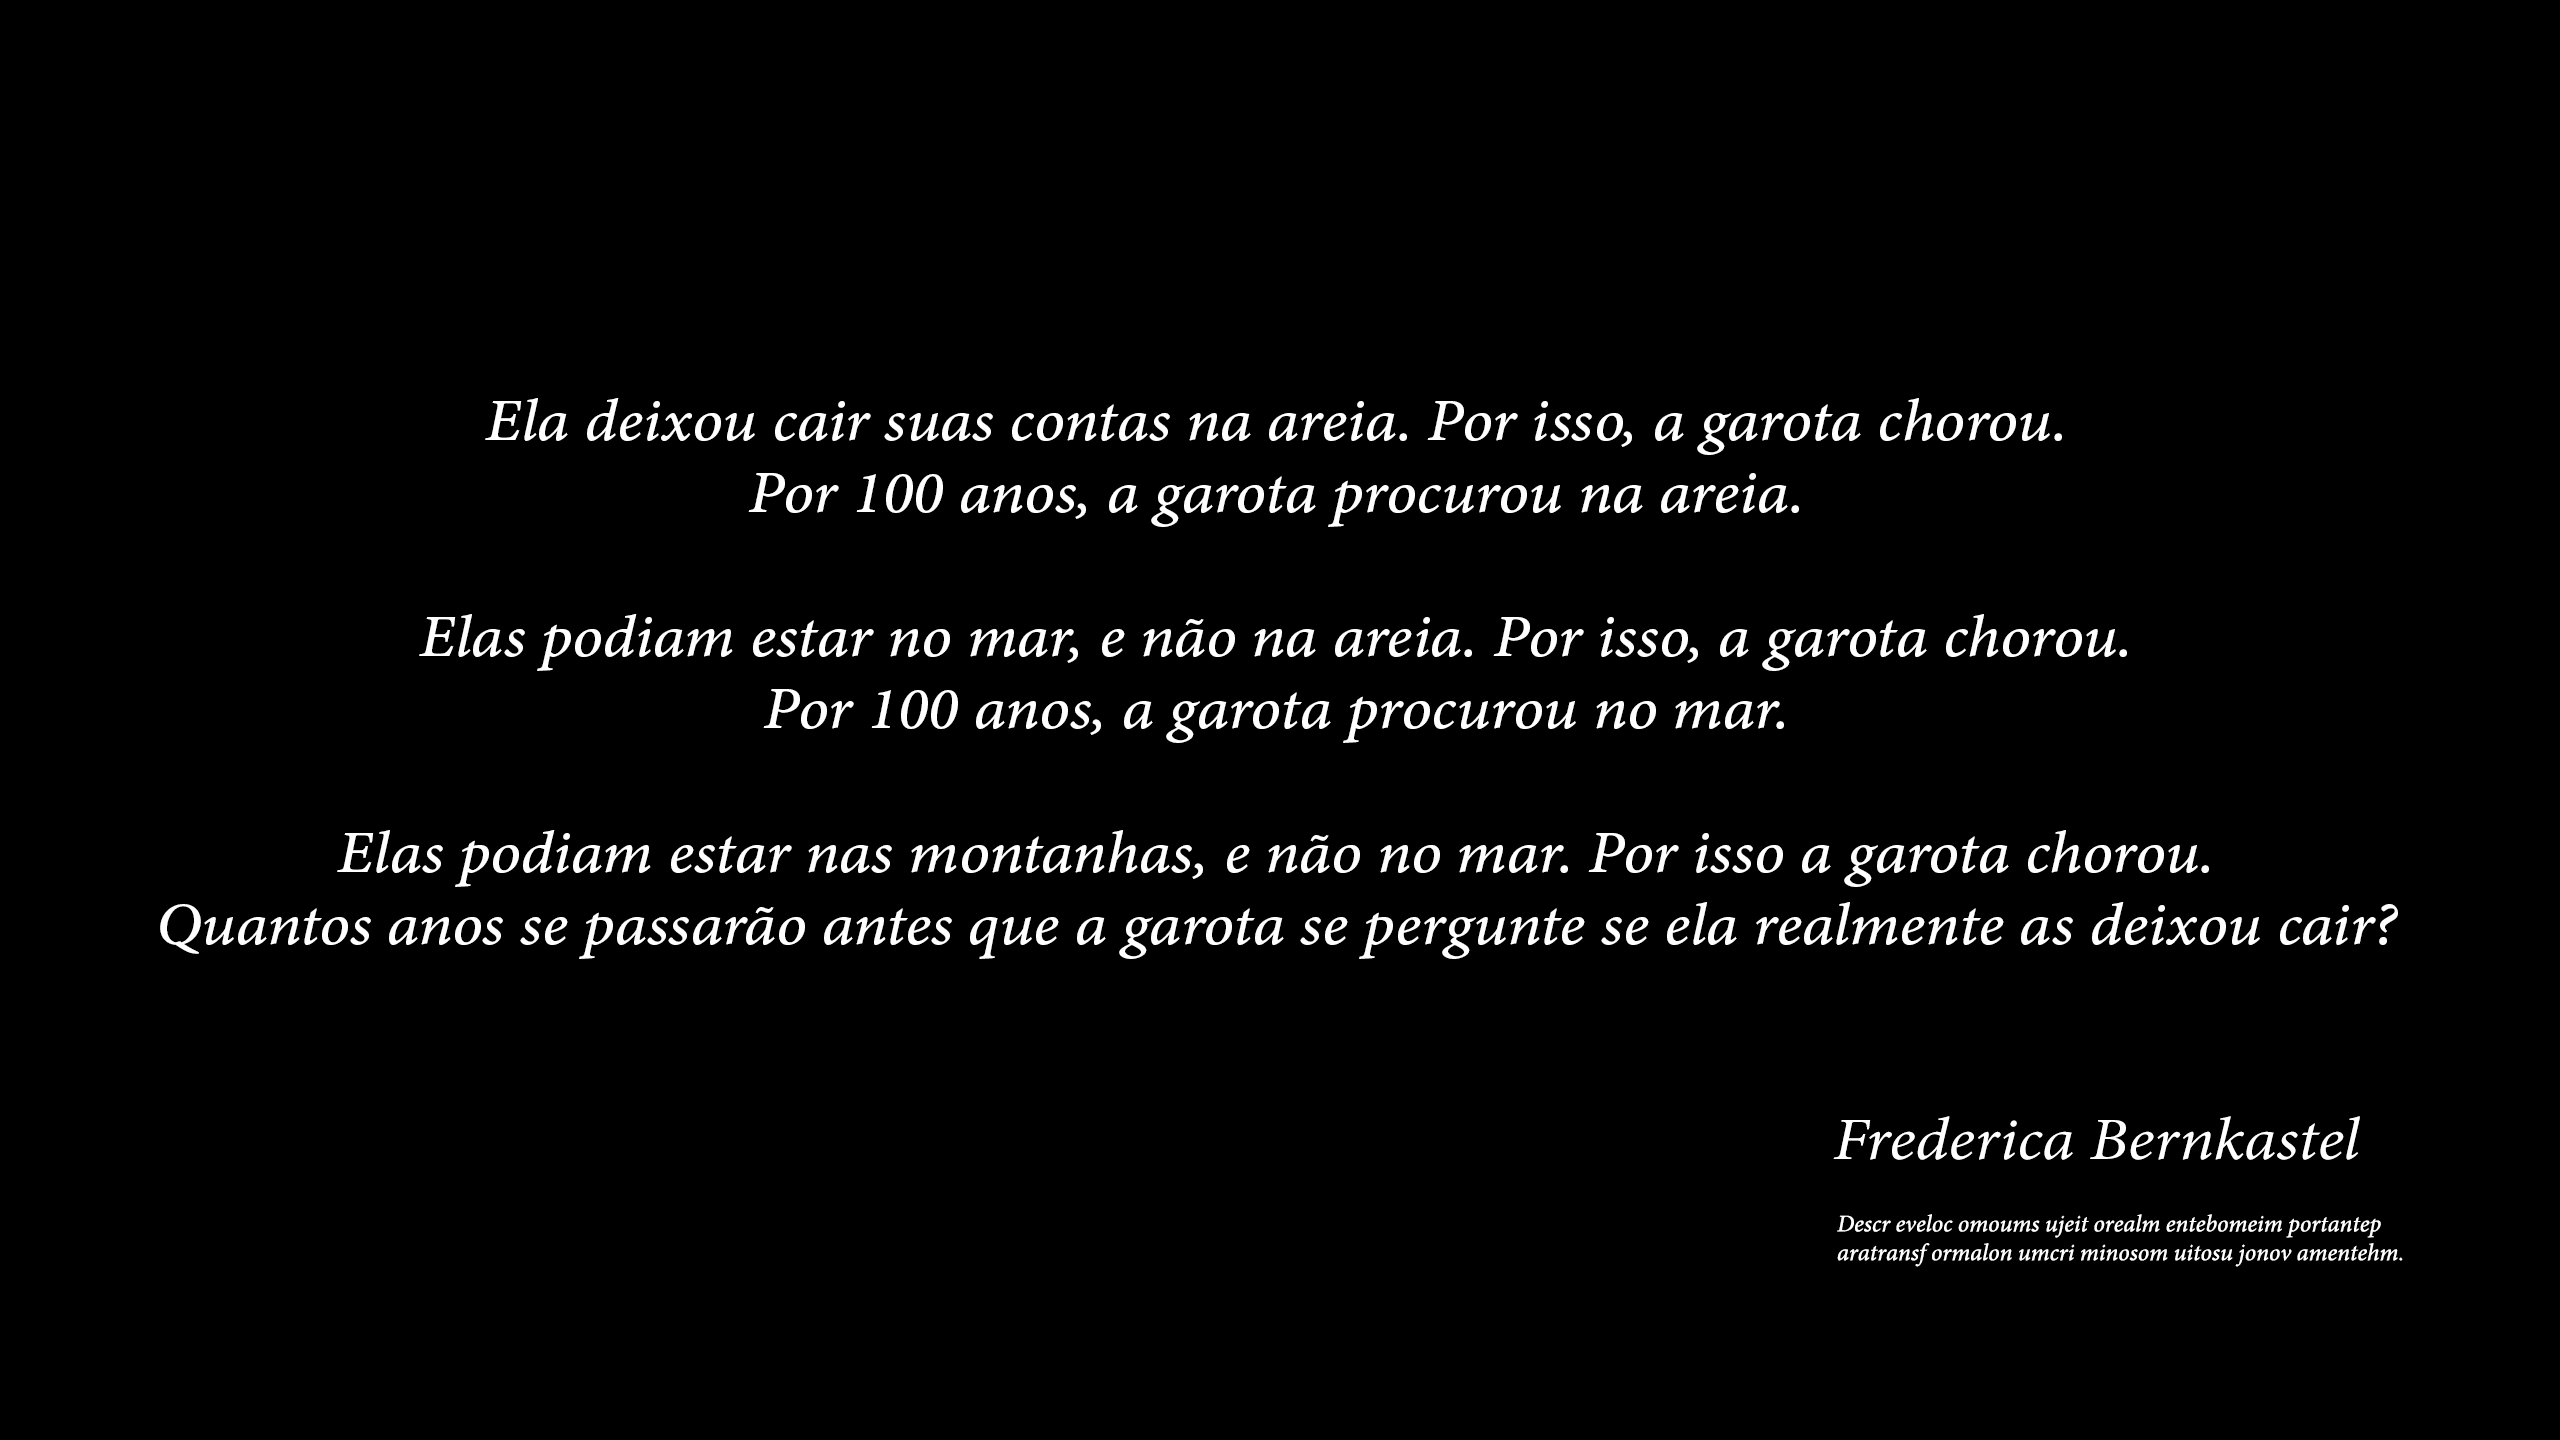 Ela deixou cair suas contas na areia. Por isso, a garota chorou.
Por 100 anos, a garota procurou na areia.
Elas podiam estar no mar, e não na areia. Por isso, a garota chorou.
Por 100 anos, a garota procurou no mar.
Elas podiam estar nas montanhas, e não no mar. Por isso a garota chorou.
Quantos anos se passarão antes que a garota se pergunte se ela realmente as deixou cair?
Frederica Bernkastel
Descr eveloc omoums ujeit orealm entebomeim portantep
aratransf ormalon umcri minosom uitosu jonov amentehm.